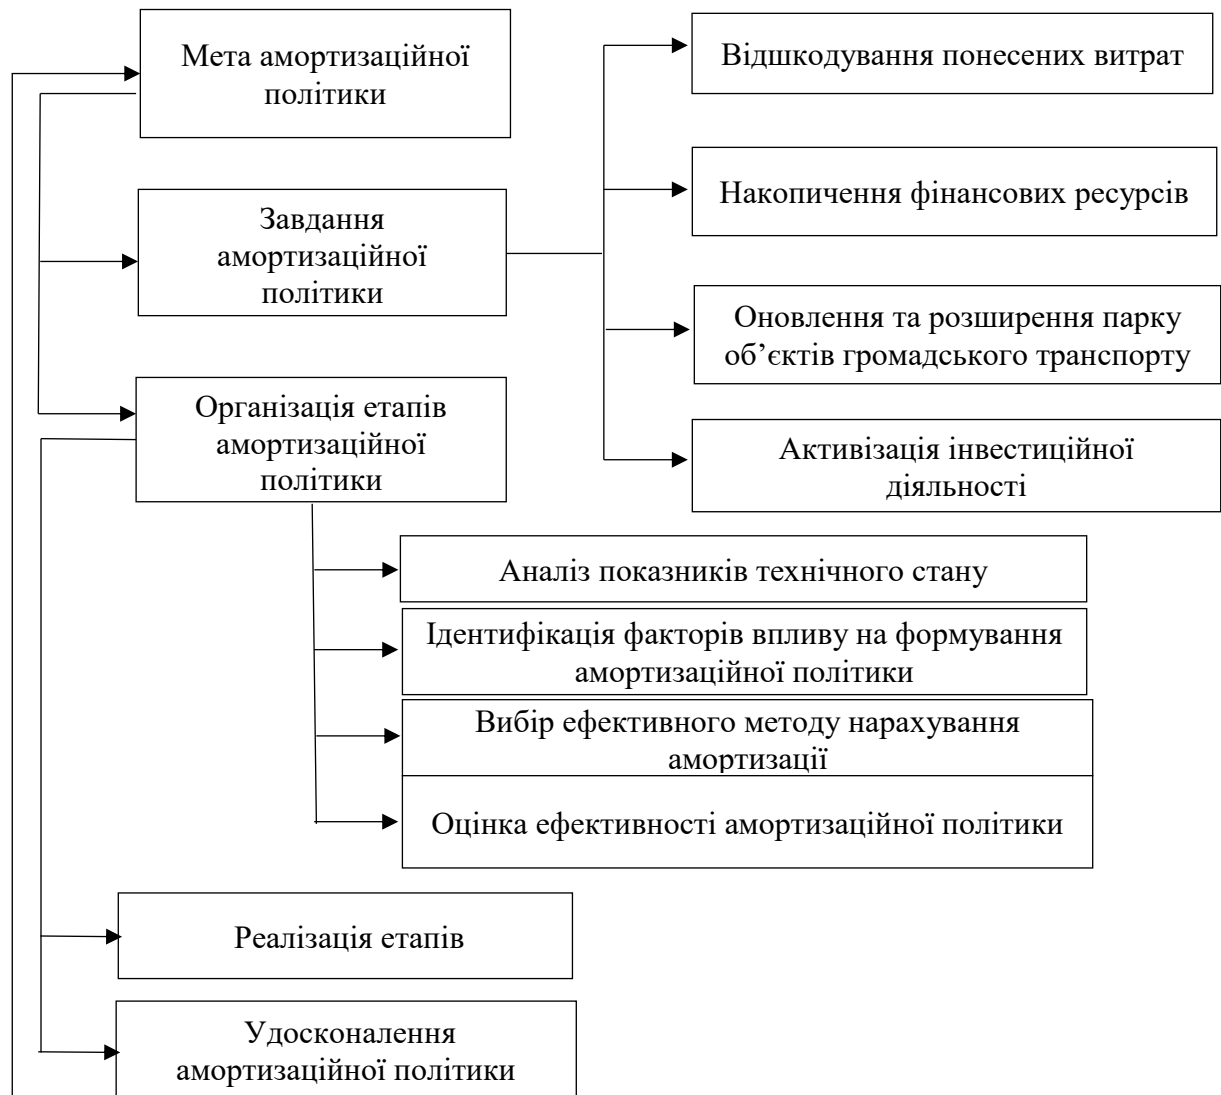 Мета амортизаційної
політики
Відшкодування понесених витрат
Накопичення фінансових ресурсів
Завдання
амортизаційної
політики
Оновлення та розширення парку
об’єктів громадського транспорту
Організація етапів
амортизаційної
політики
Активізація інвестиційної
діяльності
Аналіз показників технічного стану
Ідентифікація факторів впливу на формування
амортизаційної політики
Вибір ефективного методу нарахування
амортизації
Оцінка ефективності амортизаційної політики
Реалізація етапів
Удосконалення
амортизаційної політики